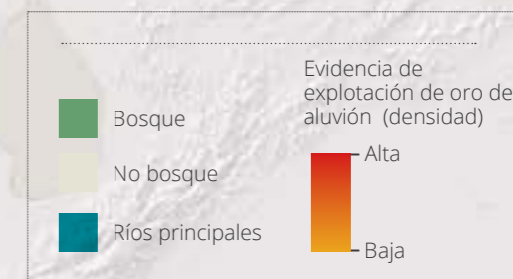 Bosque
No bosque
Ríos principales
Evidencia de
explotación de oro de
aluvión (densidad)
Alta
Baja